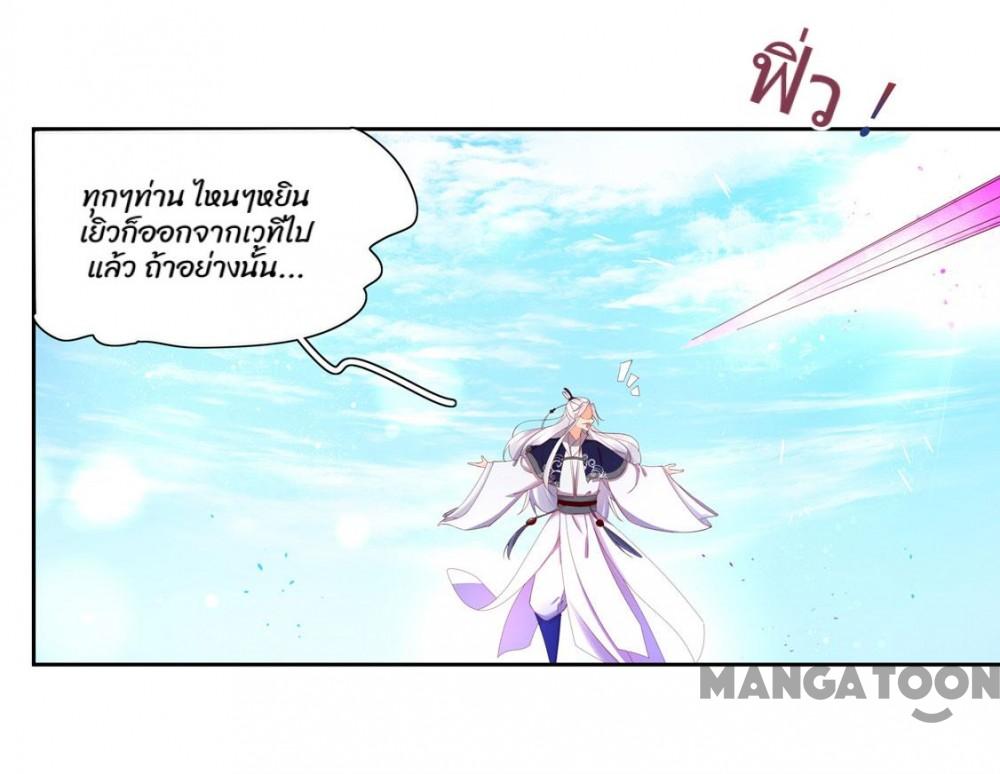 ฟิ่ว !
ทุกๆท่าน ไหนๆหยิน
เยิวก็ออกจากเวทีไป
แล้ว ถ้าอย่างนั้น...
MANGATOON